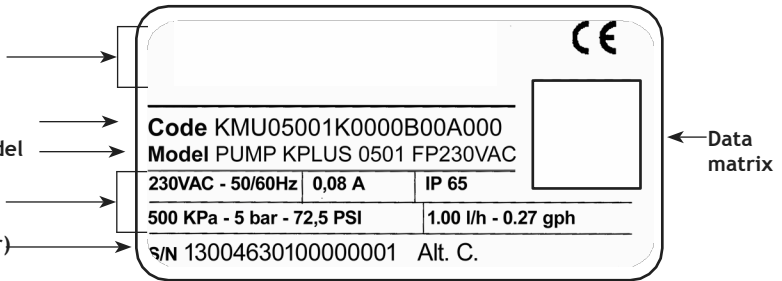 CE
Code KMU05001K0000B00A000
Model PUMP KPLUS 0501 FP230VAC
230VAC - 50/60Hz 0,08 A IP 65
500 KPa - 5 bar - 72,5 PSI 1.00 l/h - 0.27 gph
S/N 13004630100000001 Alt. C.
Data
matrix